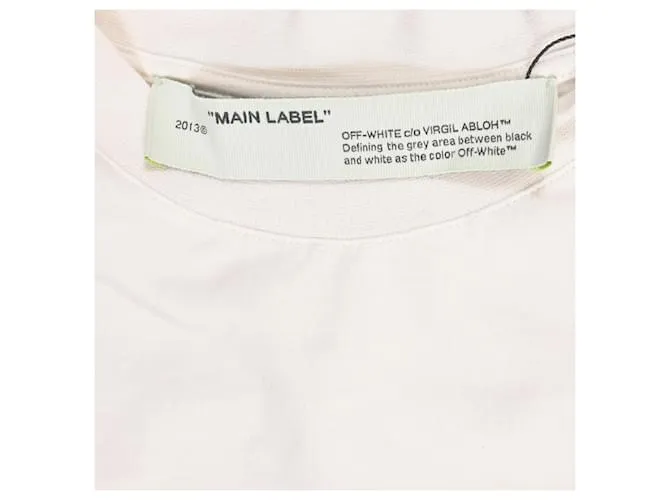 2013© "MAIN LABEL"
OFF-WHITE c/o VIRGIL ABLOH™
Defining the grey area between black
and white as the color Off-White™